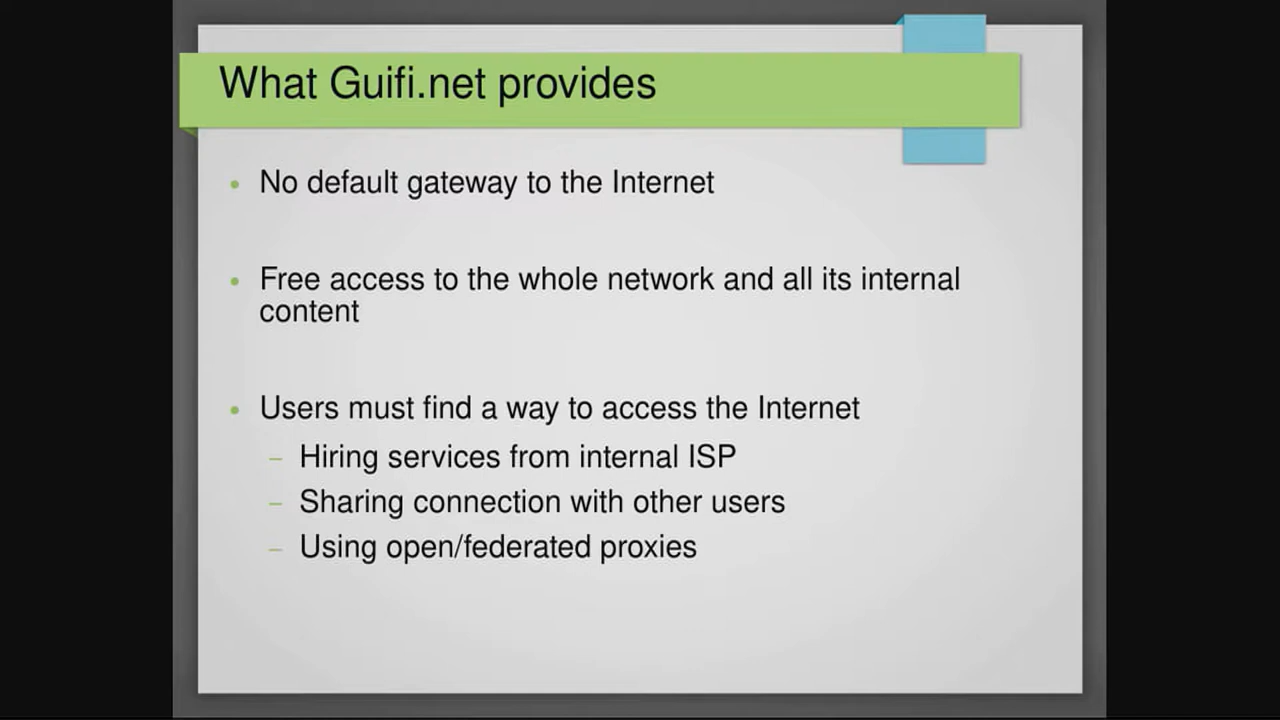 What Guifi.net provides
• No default gateway to the Internet
• Free access to the whole network and all its internal
content
• Users must find a way to access the Internet
– Hiring services from internal ISP
– Sharing connection with other users
– Using open/federated proxies